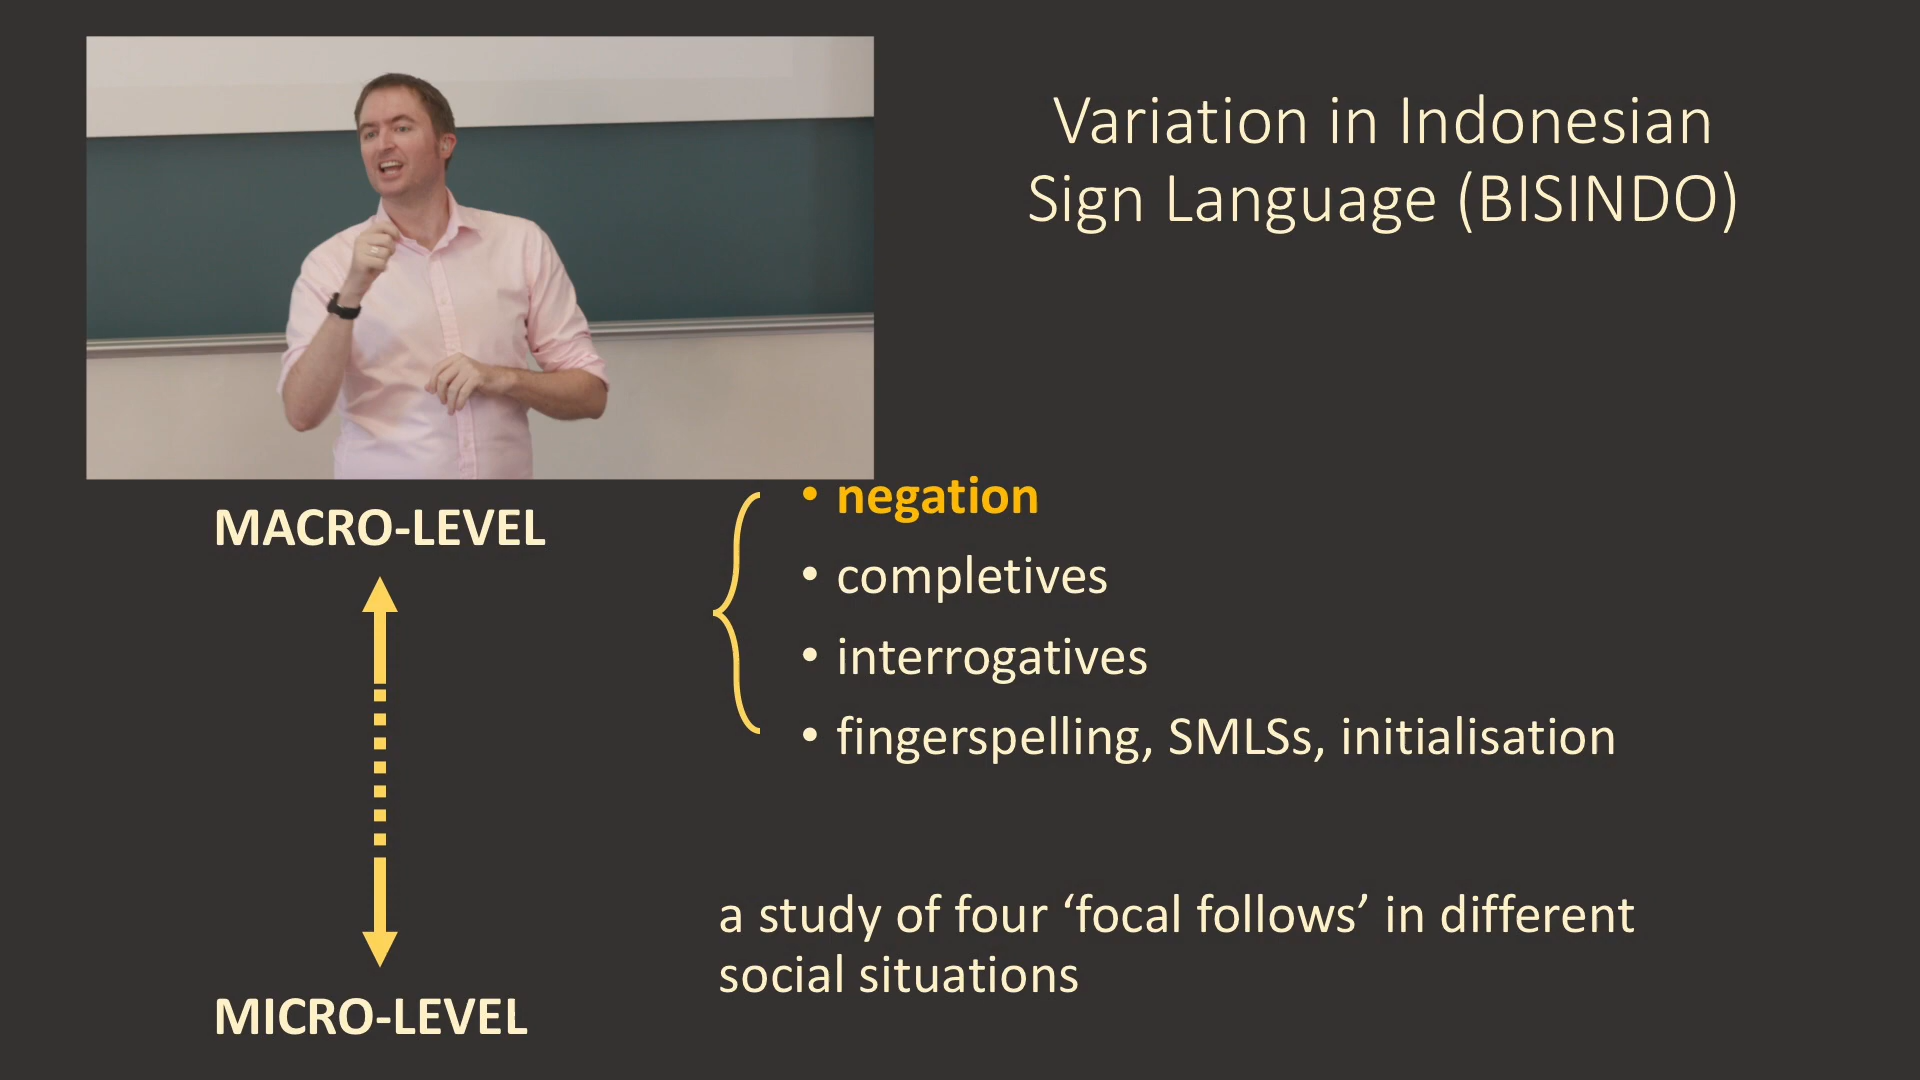 Variation in Indonesian
Sign Language (BISINDO)
MACRO-LEVEL
• negation
• completives
• interrogatives
• fingerspelling, SMLSs, initialisation
a study of four ‘focal follows’ in different
social situations
MICRO-LEVEL